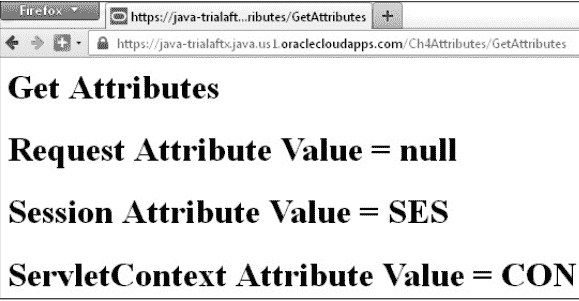 Firefox
https://java-trialaft...ributes/GetAttributes
https://java-trialaftx.java.us1.oraclecloudapps.com/Ch4Attributes/GetAttributes
Get Attributes
Request Attribute Value = null
Session Attribute Value = SES
ServletContext Attribute Value = CON